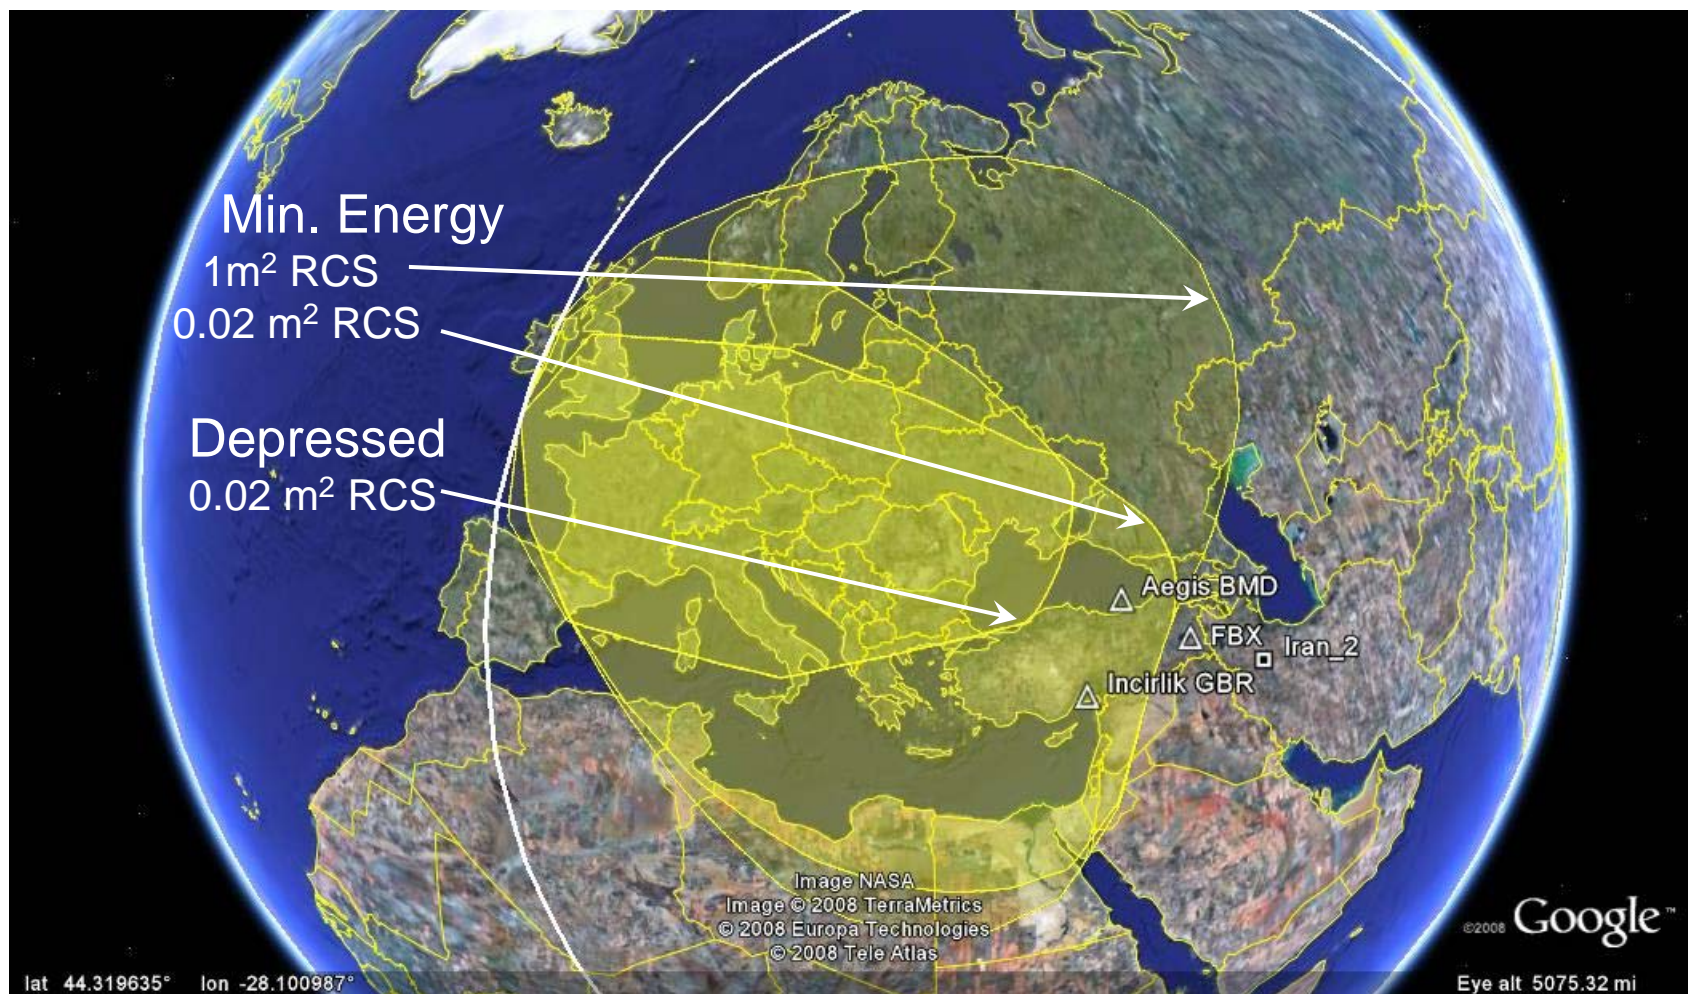 Min. Energy
1m² RCS
0.02 m² RCS
Depressed
0.02 m² RCS
Aegis BMD
FBX
Iran_2
Incirlik GBR
Image NASA
Image © 2008 TerraMetrics
© 2008 Europa Technologies
© 2008 Tele Atlas
©2008 Google™
lat 44.319635° lon -28.100987°
Eye alt 5075.32 mi